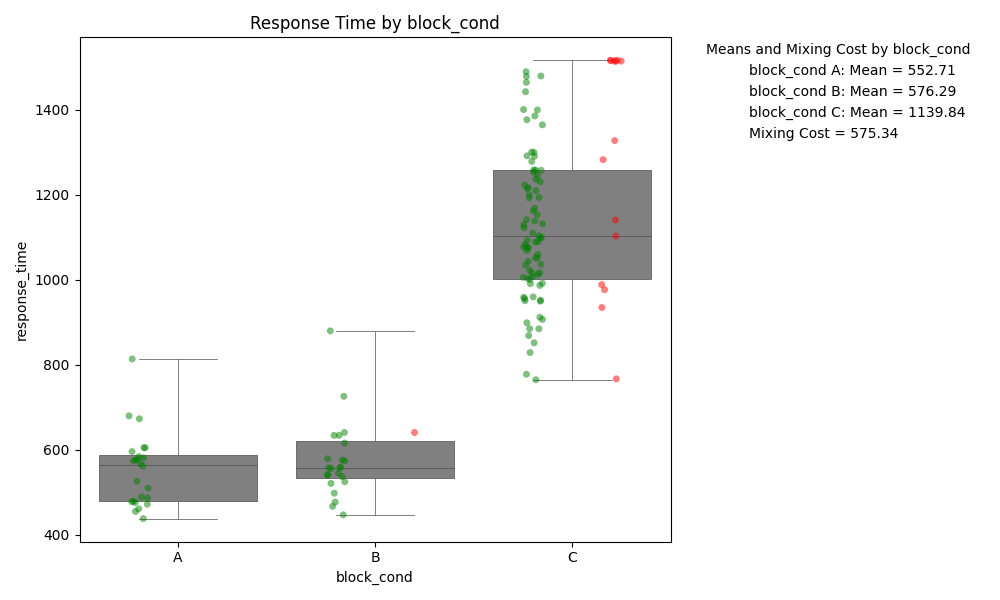 Response Time by block_cond
Means and Mixing Cost by block_cond
block_cond A: Mean = 552.71
block_cond B: Mean = 576.29
block_cond C: Mean = 1139.84
Mixing Cost = 575.34
response_time
1400
1200
1000
800
600
400
A
B
C
block_cond